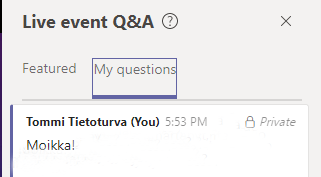 Live event Q&A
Featured My questions
Tommi Tietoturva (You) 5:53 PM Private
Moikka!